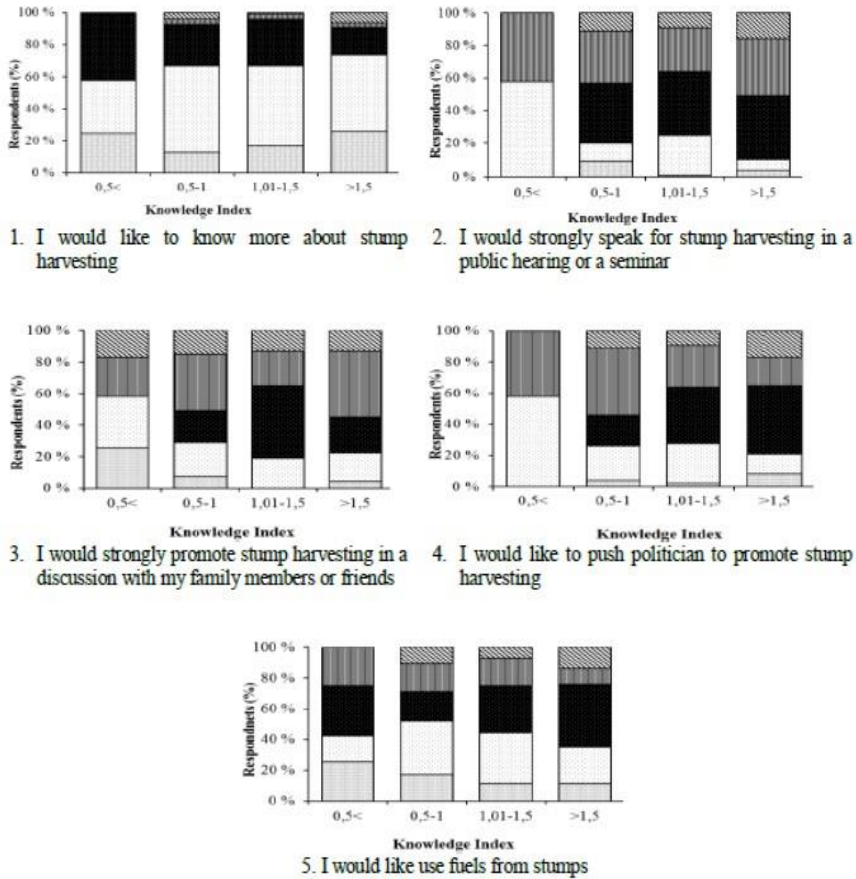 100 %
80 %
60 %
40 %
20 %
0 %
Respondents (%)
0,5<
0,5-1
1,01-1,5
>1,5
Knowledge Index
1. I would like to know more about stump
harvesting
100 %
80 %
60 %
40 %
20 %
0 %
Respondents (%)
0,5<
0,5-1
1,01-1,5
>1,5
Knowledge Index
2. I would strongly speak for stump harvesting in a
public hearing or a seminar
100 %
80 %
60 %
40 %
20 %
0 %
Respondents (%)
0,5<
0,5-1
1,01-1,5
>1,5
Knowledge Index
3. I would strongly promote stump harvesting in a
discussion with my family members or friends
100 %
80 %
60 %
40 %
20 %
0 %
Respondents (%)
0,5<
0,5-1
1,01-1,5
>1,5
Knowledge Index
4. I would like to push politician to promote stump
harvesting
100 %
80 %
60 %
40 %
20 %
0 %
Respondnets (%)
0,5<
0,5-1
1,01-1,5
>1,5
Knowledge Index
5. I would like use fuels from stumps